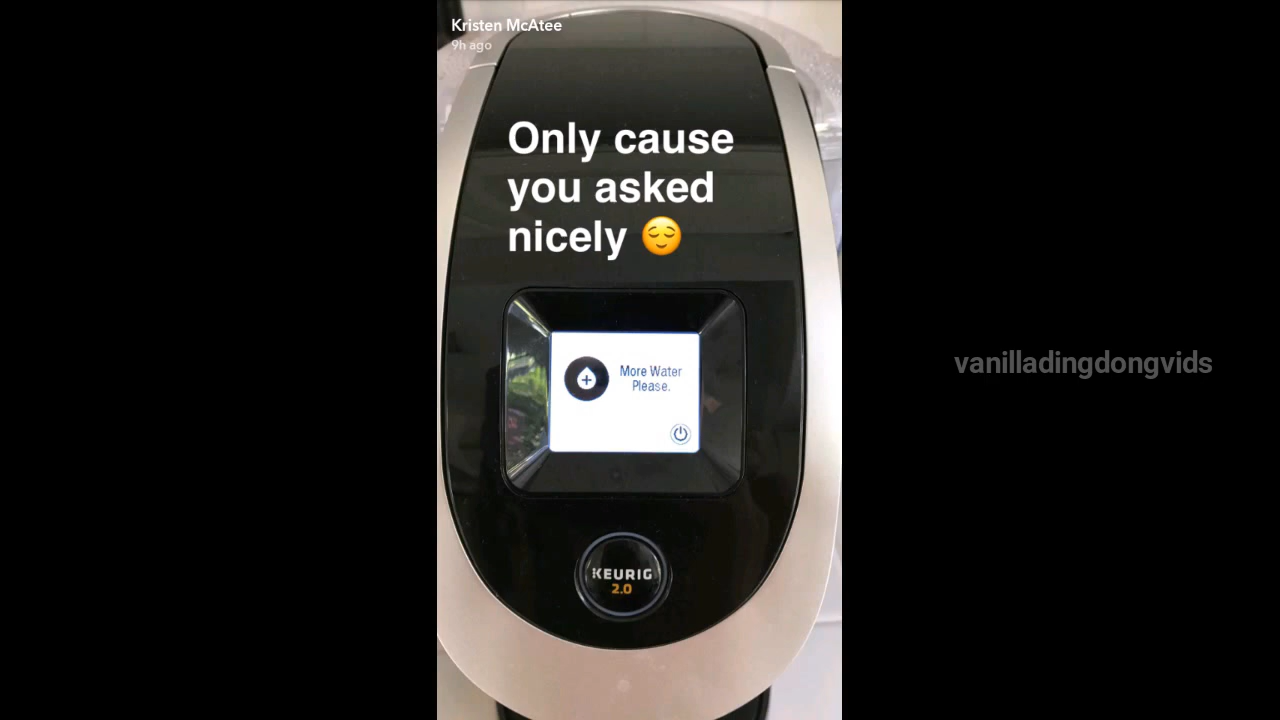 Kristen McAtee
9h ago
Only cause
you asked
nicely 😌
More Water
Please.
KEURIG
2.0
vanilladingdongvids